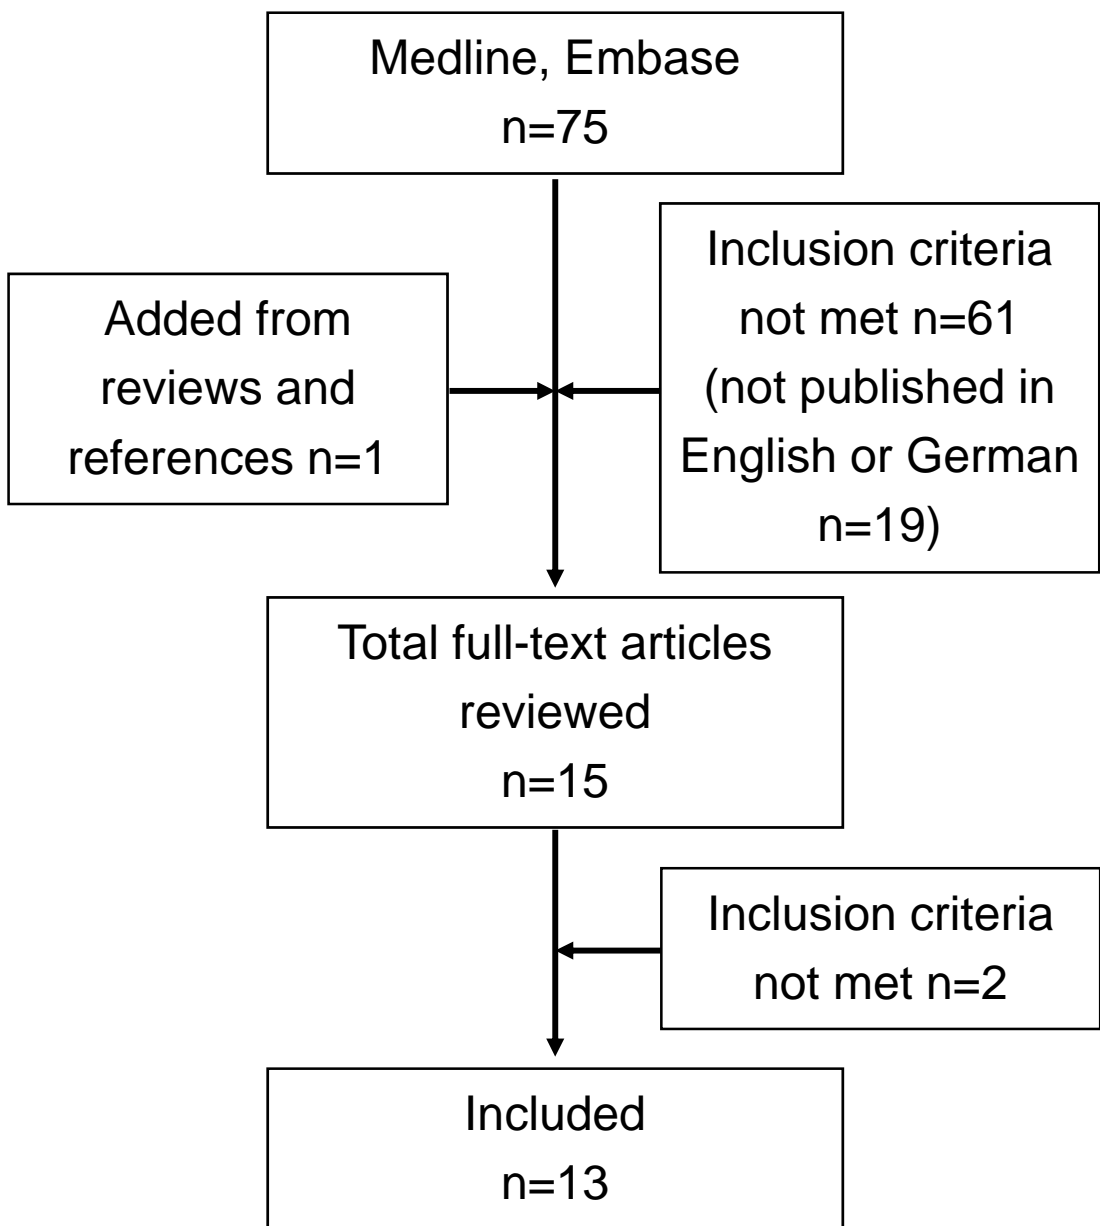 Medline, Embase
n=75
Added from
reviews and
references n=1
Inclusion criteria
not met n=61
(not published in
English or German
n=19)
Total full-text articles
reviewed
n=15
Inclusion criteria
not met n=2
Included
n=13